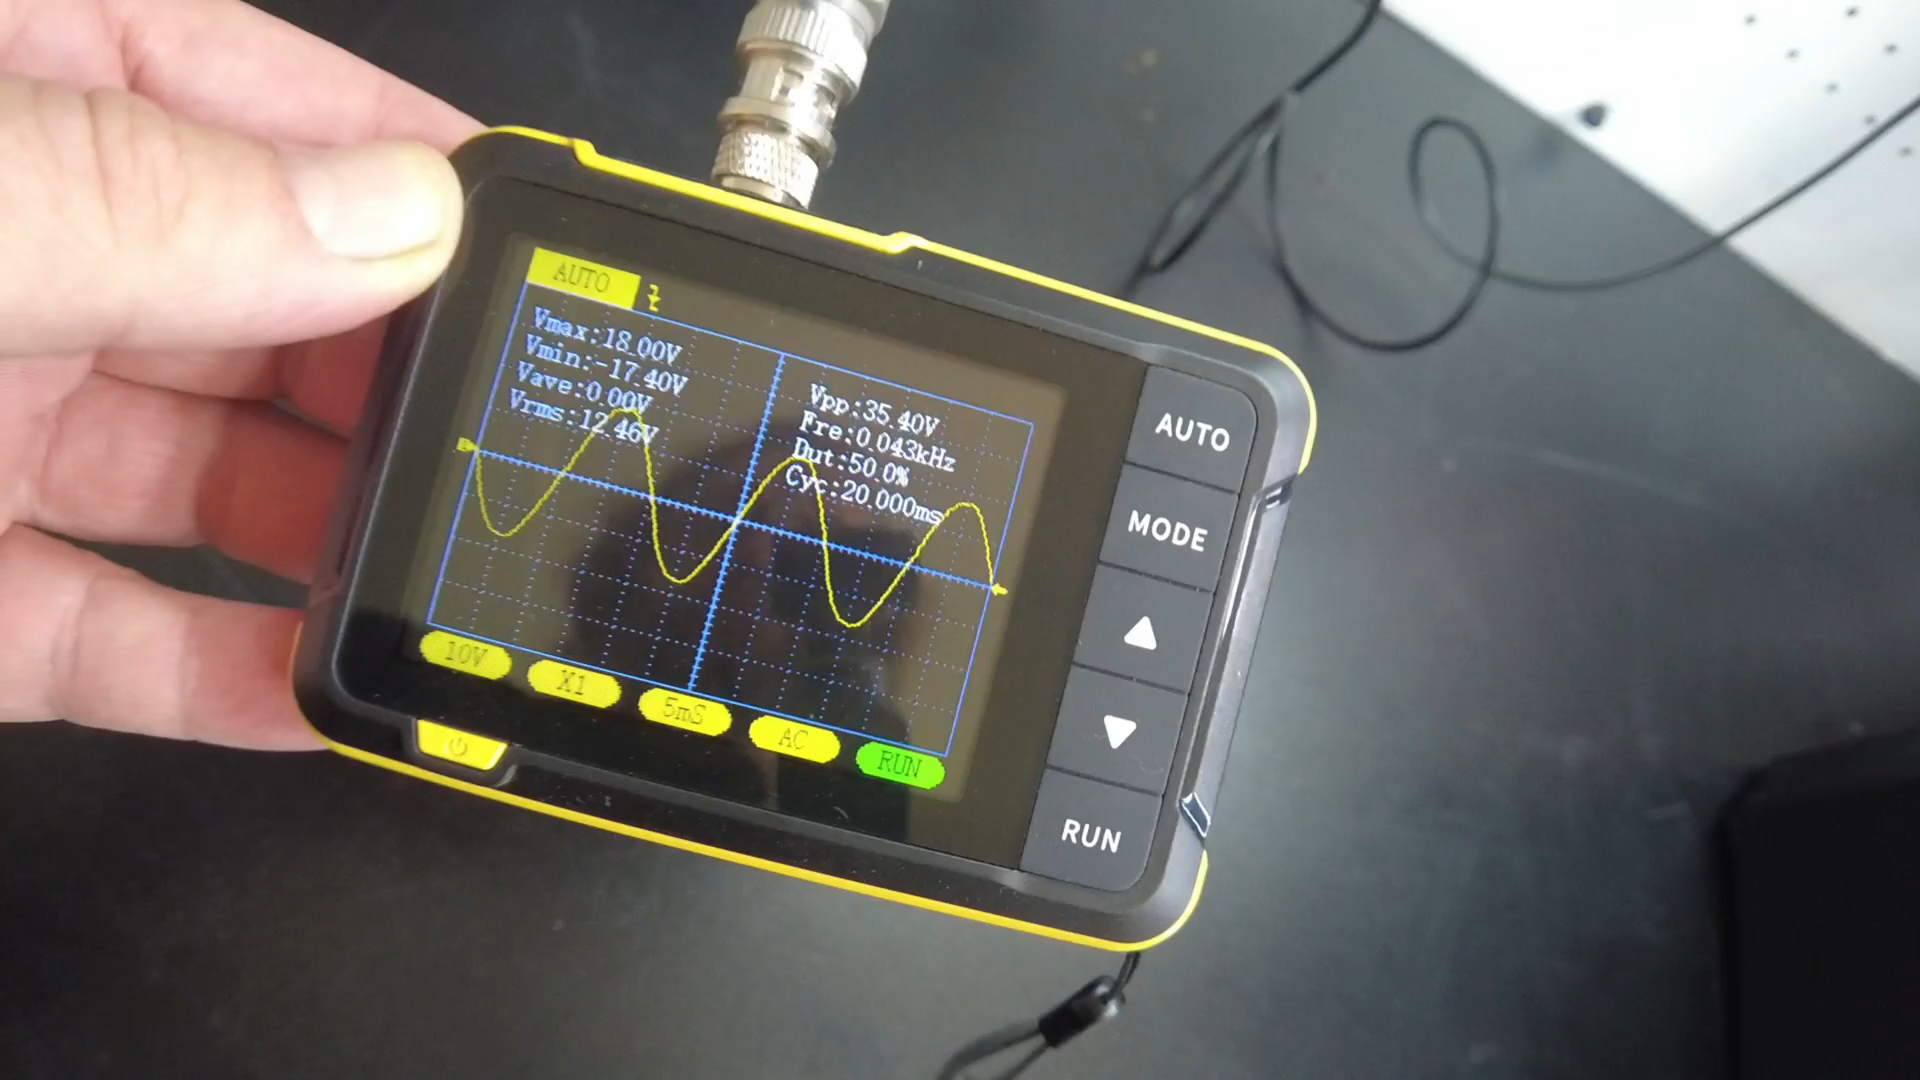 AUTO
Vmax:18.00V
Vmin:-17.40V
Vave:0.00V
Vrms:12.46V
Vpp:35.40V
Fre:0.043kHz
Dut:50.0%
Cyc:20.000ms
10V
X1
5mS
AC
RUN
AUTO
MODE
RUN